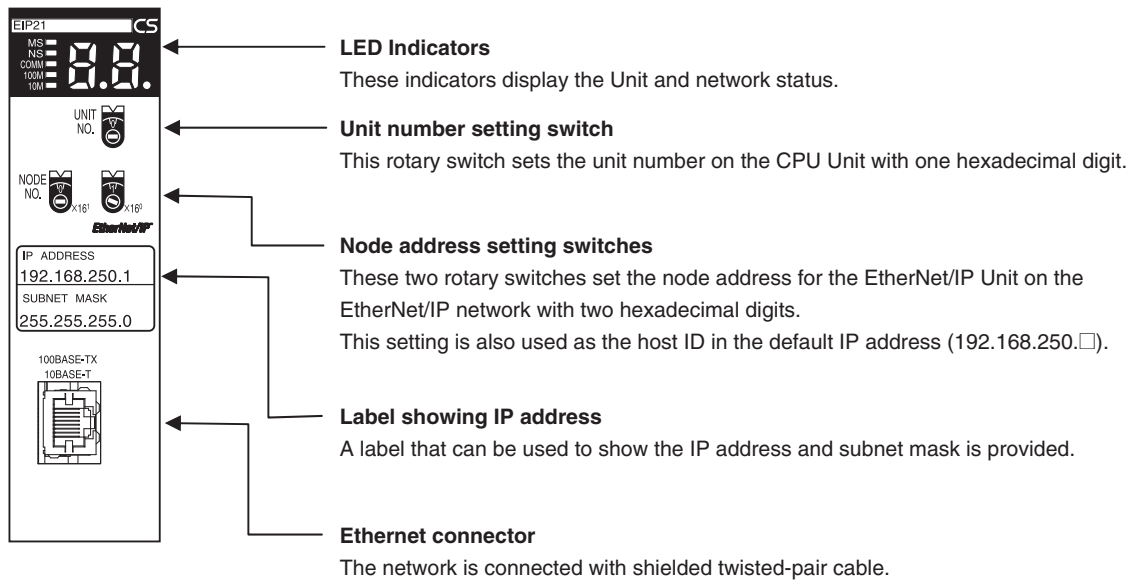 EIP21
CS
MS
NS
COMM
100M
10M
8.8.
UNIT
NO.
NODE
NO.
×16¹
×16⁰
EtherNet/IP™
IP ADDRESS
192.168.250.1
SUBNET MASK
255.255.255.0
100BASE-TX
10BASE-T
LED Indicators
These indicators display the Unit and network status.
Unit number setting switch
This rotary switch sets the unit number on the CPU Unit with one hexadecimal digit.
Node address setting switches
These two rotary switches set the node address for the EtherNet/IP Unit on the
EtherNet/IP network with two hexadecimal digits.
This setting is also used as the host ID in the default IP address (192.168.250.□).
Label showing IP address
A label that can be used to show the IP address and subnet mask is provided.
Ethernet connector
The network is connected with shielded twisted-pair cable.